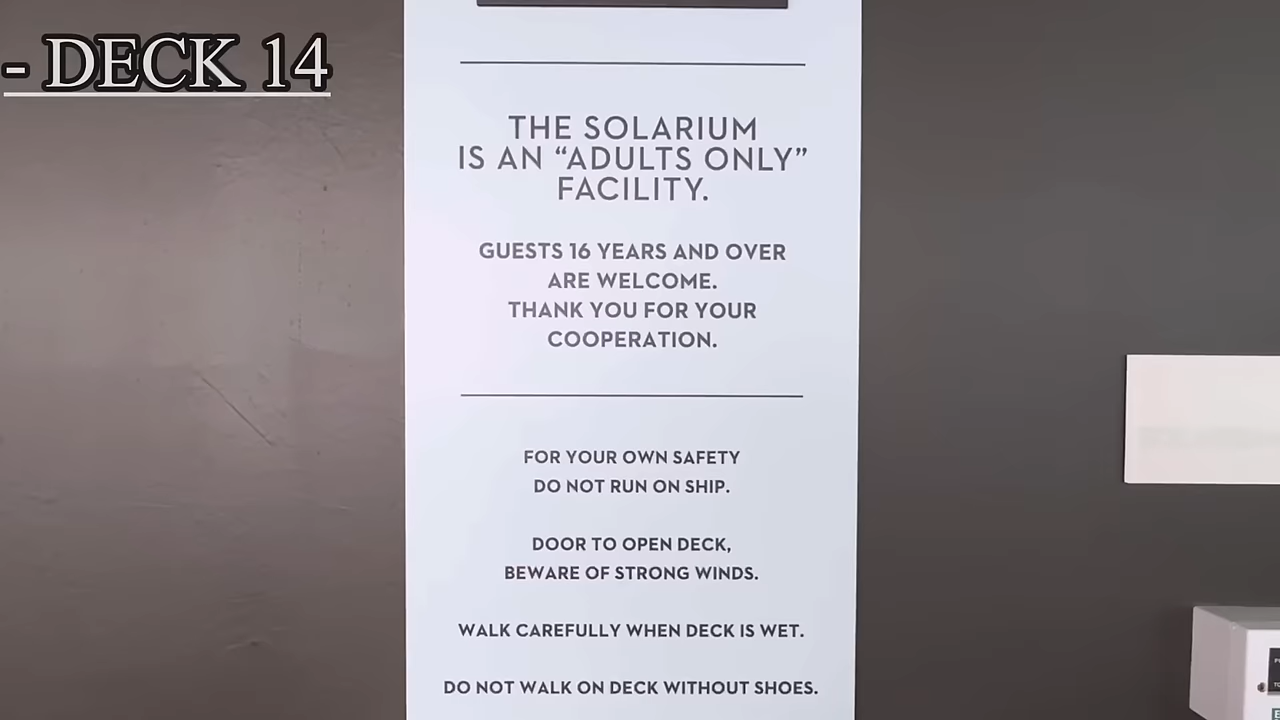 - DECK 14
THE SOLARIUM
IS AN “ADULTS ONLY”
FACILITY.
GUESTS 16 YEARS AND OVER
ARE WELCOME.
THANK YOU FOR YOUR
COOPERATION.
FOR YOUR OWN SAFETY
DO NOT RUN ON SHIP.
DOOR TO OPEN DECK,
BEWARE OF STRONG WINDS.
WALK CAREFULLY WHEN DECK IS WET.
DO NOT WALK ON DECK WITHOUT SHOES.